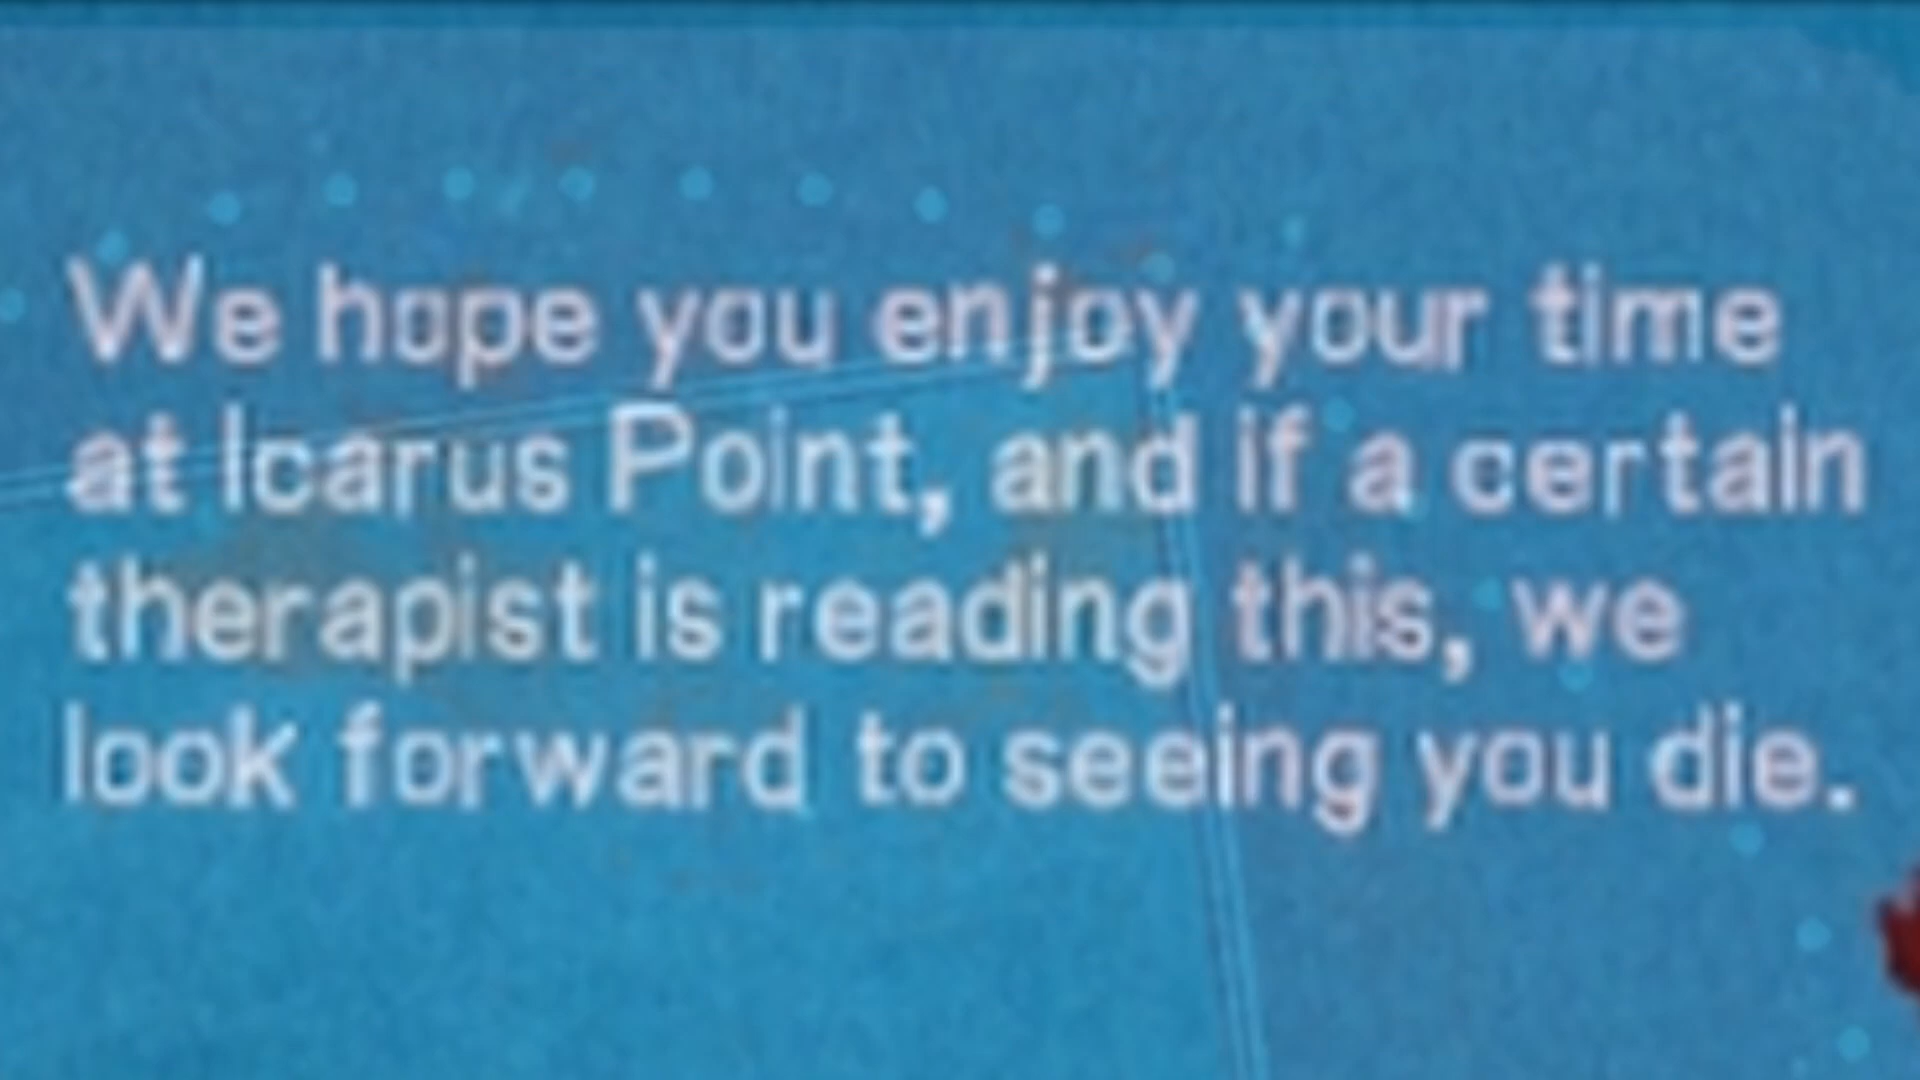 We hope you enjoy your time
at Icarus Point, and if a certain
therapist is reading this, we
look forward to seeing you die.